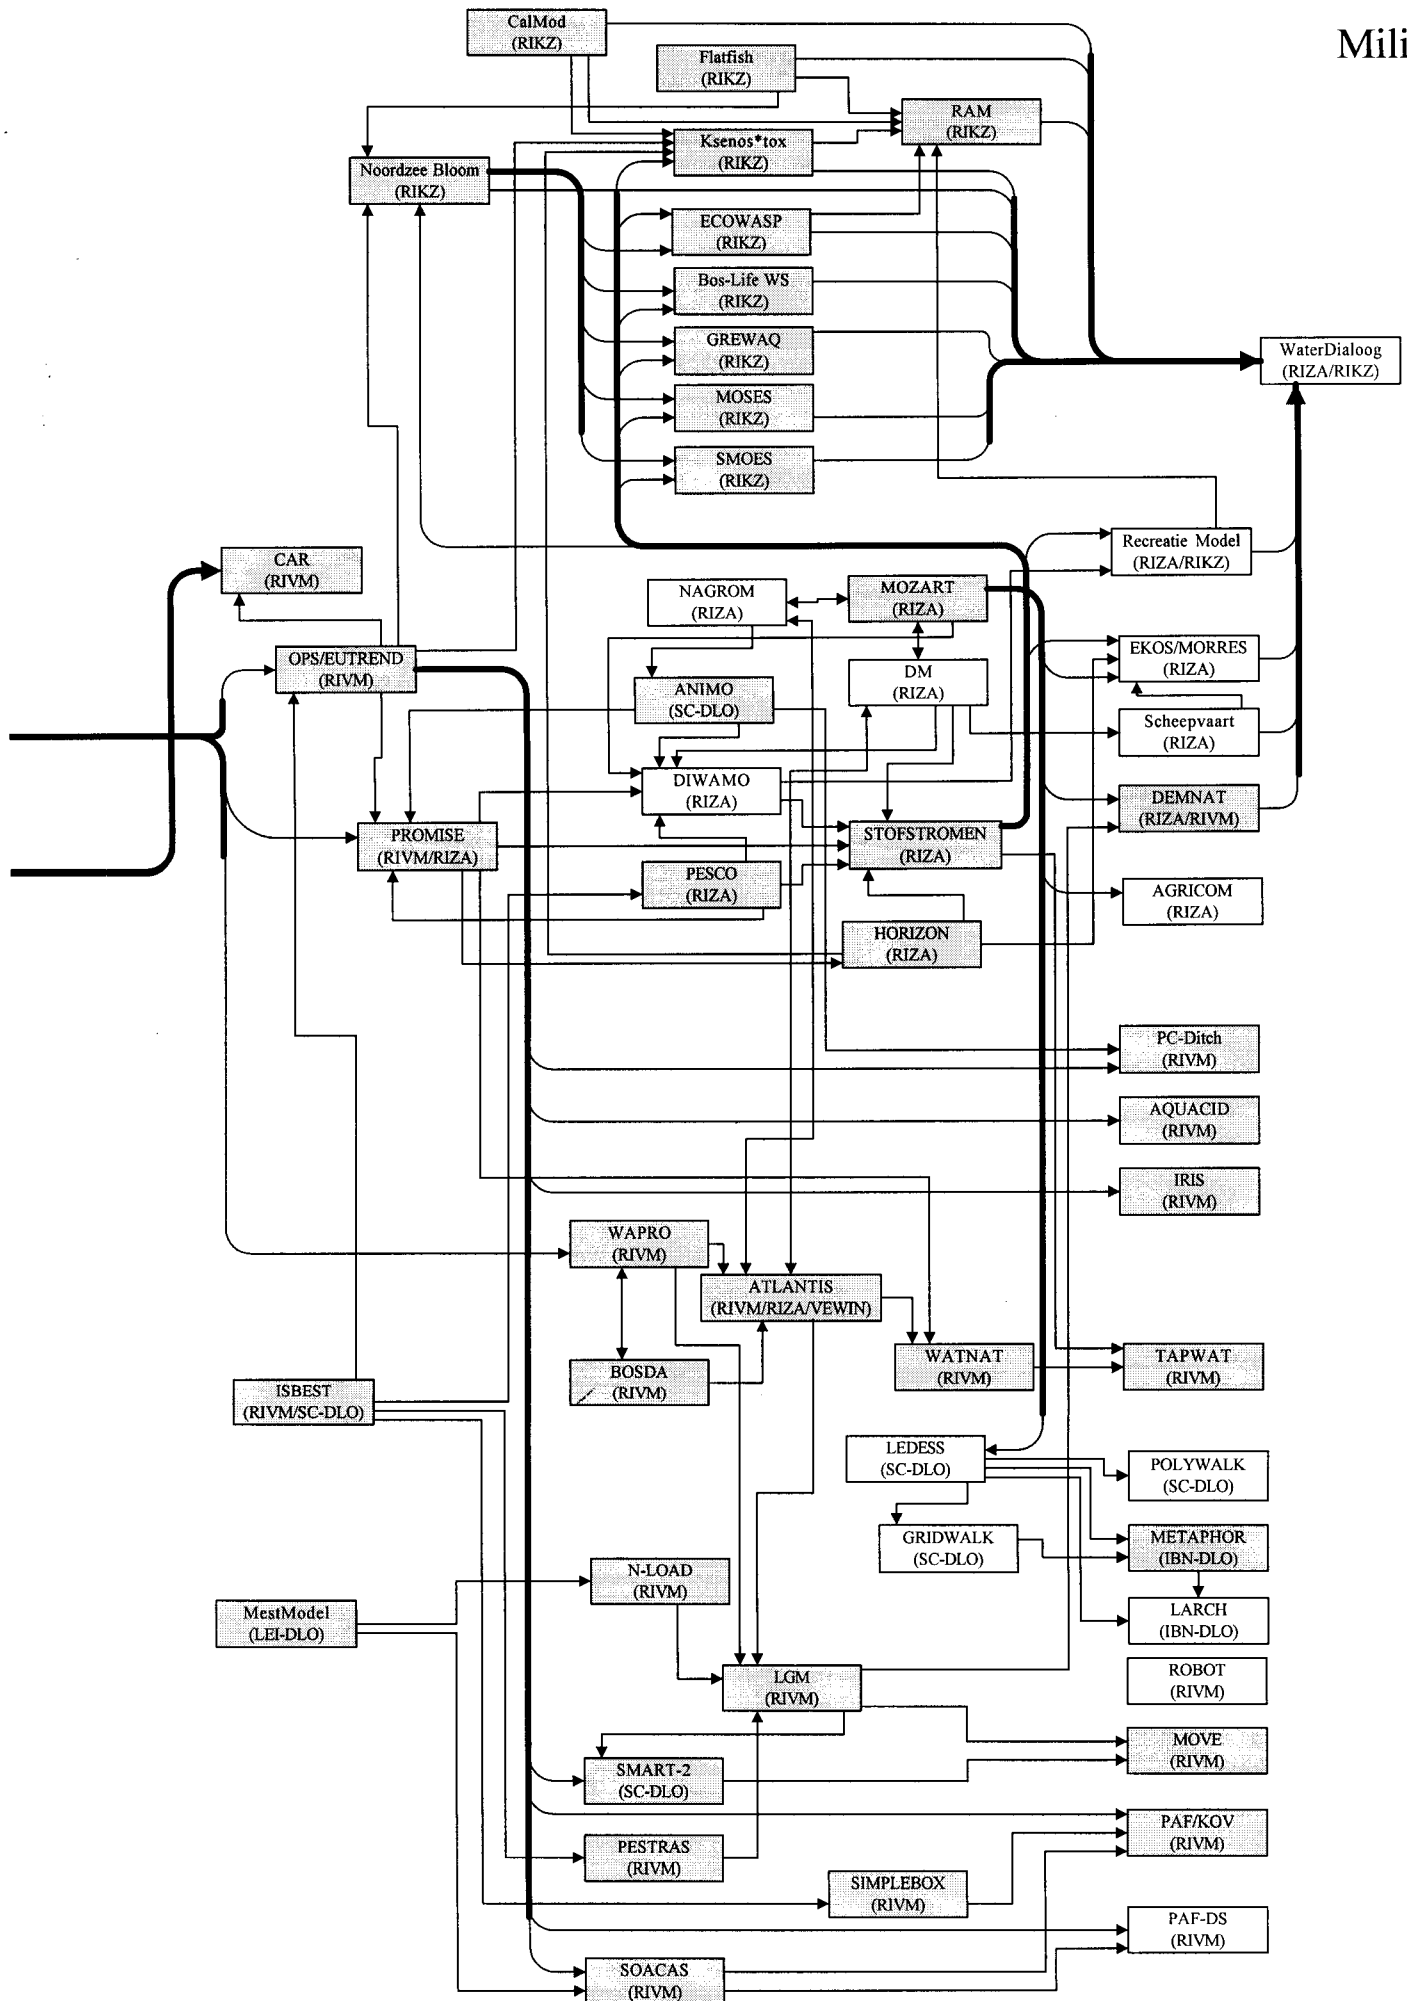 CalMod
(RIKZ)
Mili
Flatfish
(RIKZ)
RAM
(RIKZ)
Ksenos*tox
(RIKZ)
Noordzee Bloom
(RIKZ)
ECOWASP
(RIKZ)
Bos-Life WS
(RIKZ)
GREWAQ
(RIKZ)
WaterDialoog
(RIZA/RIKZ)
MOSES
(RIKZ)
SMOES
(RIKZ)
Recreatie Model
(RIZA/RIKZ)
CAR
(RIVM)
NAGROM
(RIZA)
MOZART
(RIZA)
EKOS/MORRES
(RIZA)
OPS/EUTREND
(RIVM)
DM
(RIZA)
ANIMO
(SC-DLO)
Scheepvaart
(RIZA)
DIWAMO
(RIZA)
DEMNAT
(RIZA/RIVM)
PROMISE
(RIVM/RIZA)
STOFSTROMEN
(RIZA)
PESCO
(RIZA)
AGRICOM
(RIZA)
HORIZON
(RIZA)
PC-Ditch
(RIVM)
AQUACID
(RIVM)
IRIS
(RIVM)
WAPRO
(RIVM)
ATLANTIS
(RIVM/RIZA/VEWIN)
WATNAT
(RIVM)
TAPWAT
(RIVM)
BOSDA
(RIVM)
ISBEST
(RIVM/SC-DLO)
LEDESS
(SC-DLO)
POLYWALK
(SC-DLO)
GRIDWALK
(SC-DLO)
METAPHOR
(IBN-DLO)
N-LOAD
(RIVM)
MestModel
(LEI-DLO)
LARCH
(IBN-DLO)
LGM
(RIVM)
ROBOT
(RIVM)
MOVE
(RIVM)
SMART-2
(SC-DLO)
PAF/KOV
(RIVM)
PESTRAS
(RIVM)
SIMPLEBOX
(RIVM)
PAF-DS
(RIVM)
SOACAS
(RIVM)